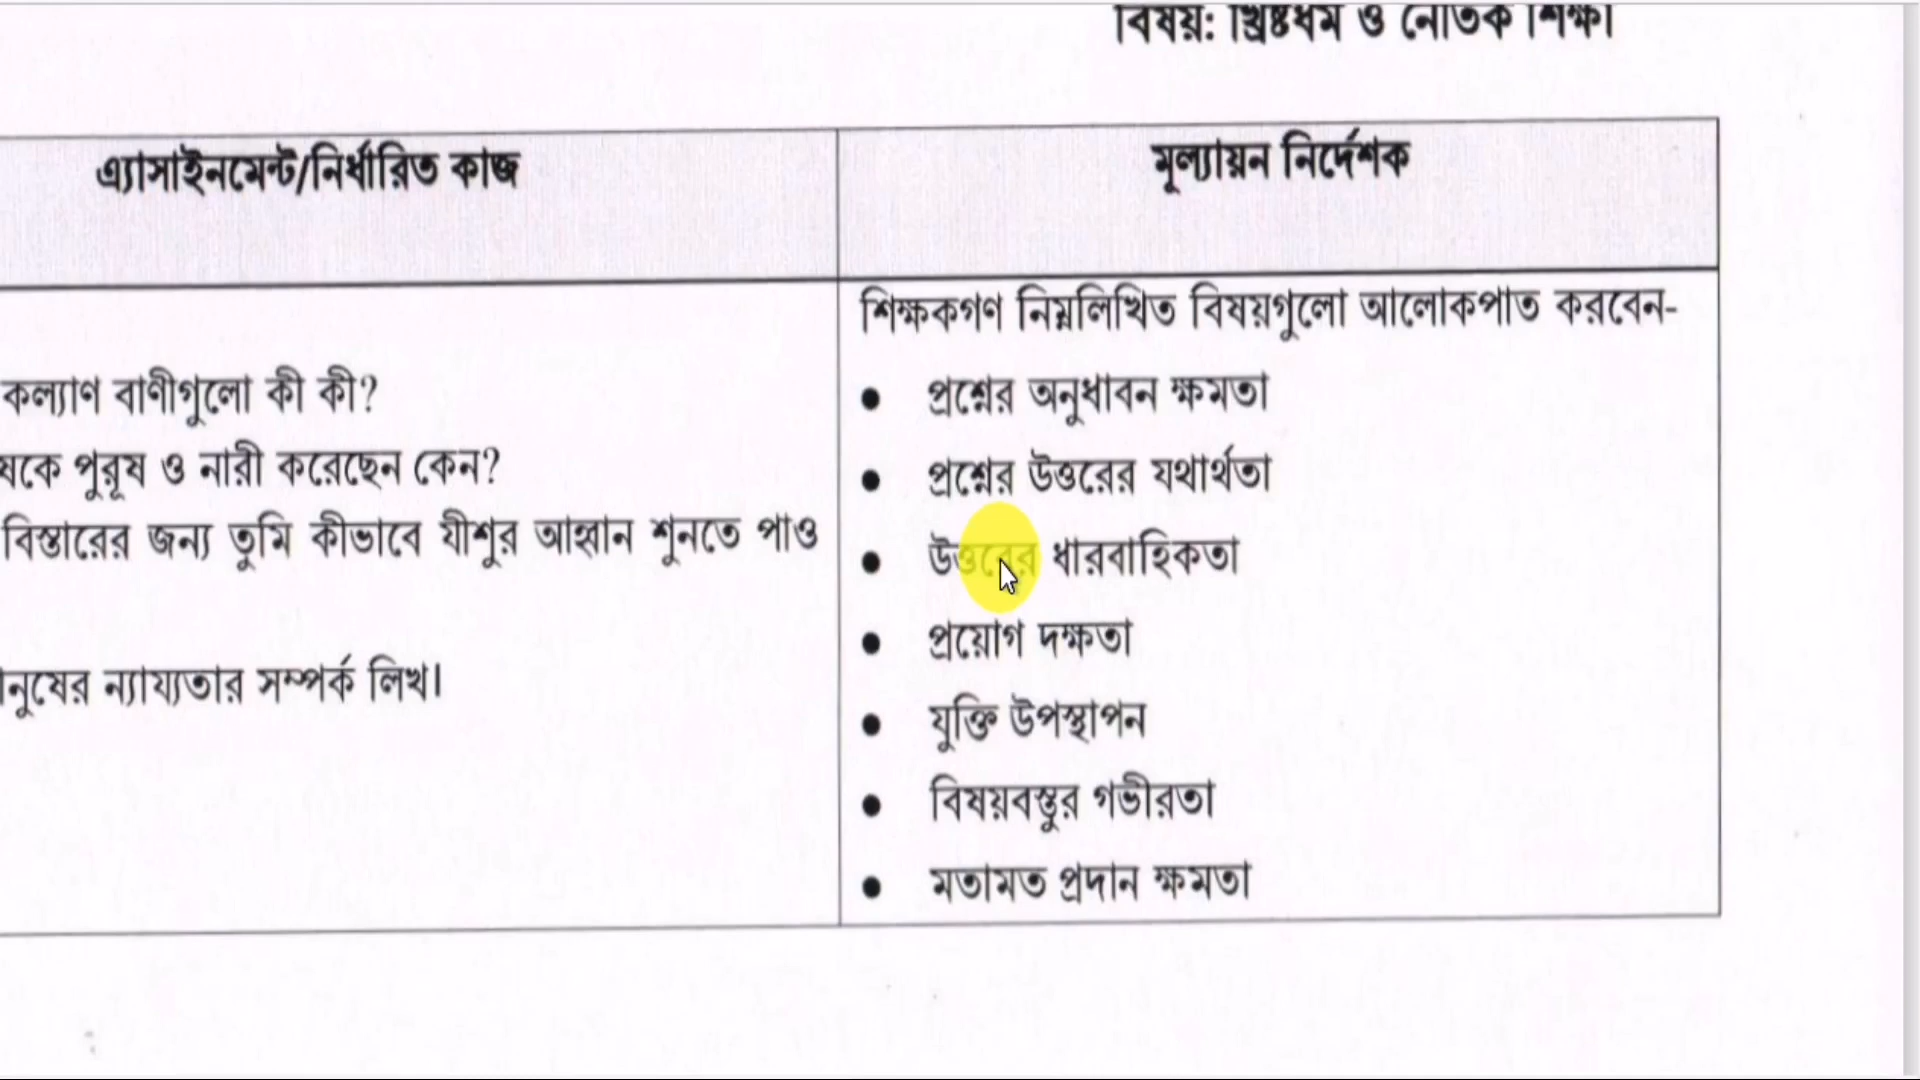 বিষয়: খ্রিষ্টধর্ম ও নৈতিক শিক্ষা
এ্যাসাইনমেন্ট/নির্ধারিত কাজ
মূল্যায়ন নির্দেশক
কল্যাণ বাণীগুলো কী কী?
পুরূষ ও নারী করেছেন কেন?
বিস্তারের জন্য তুমি কীভাবে যীশুর আহ্বান শুনতে পাও
ন্যায্যতার সম্পর্ক লিখ।
শিক্ষকগণ নিম্নলিখিত বিষয়গুলো আলোকপাত করবেন-
● প্রশ্নের অনুধাবন ক্ষমতা
● প্রশ্নের উত্তরের যথার্থতা
● উত্তরের ধারবাহিকতা
● প্রয়োগ দক্ষতা
● যুক্তি উপস্থাপন
● বিষয়বস্তুর গভীরতা
● মতামত প্রদান ক্ষমতা